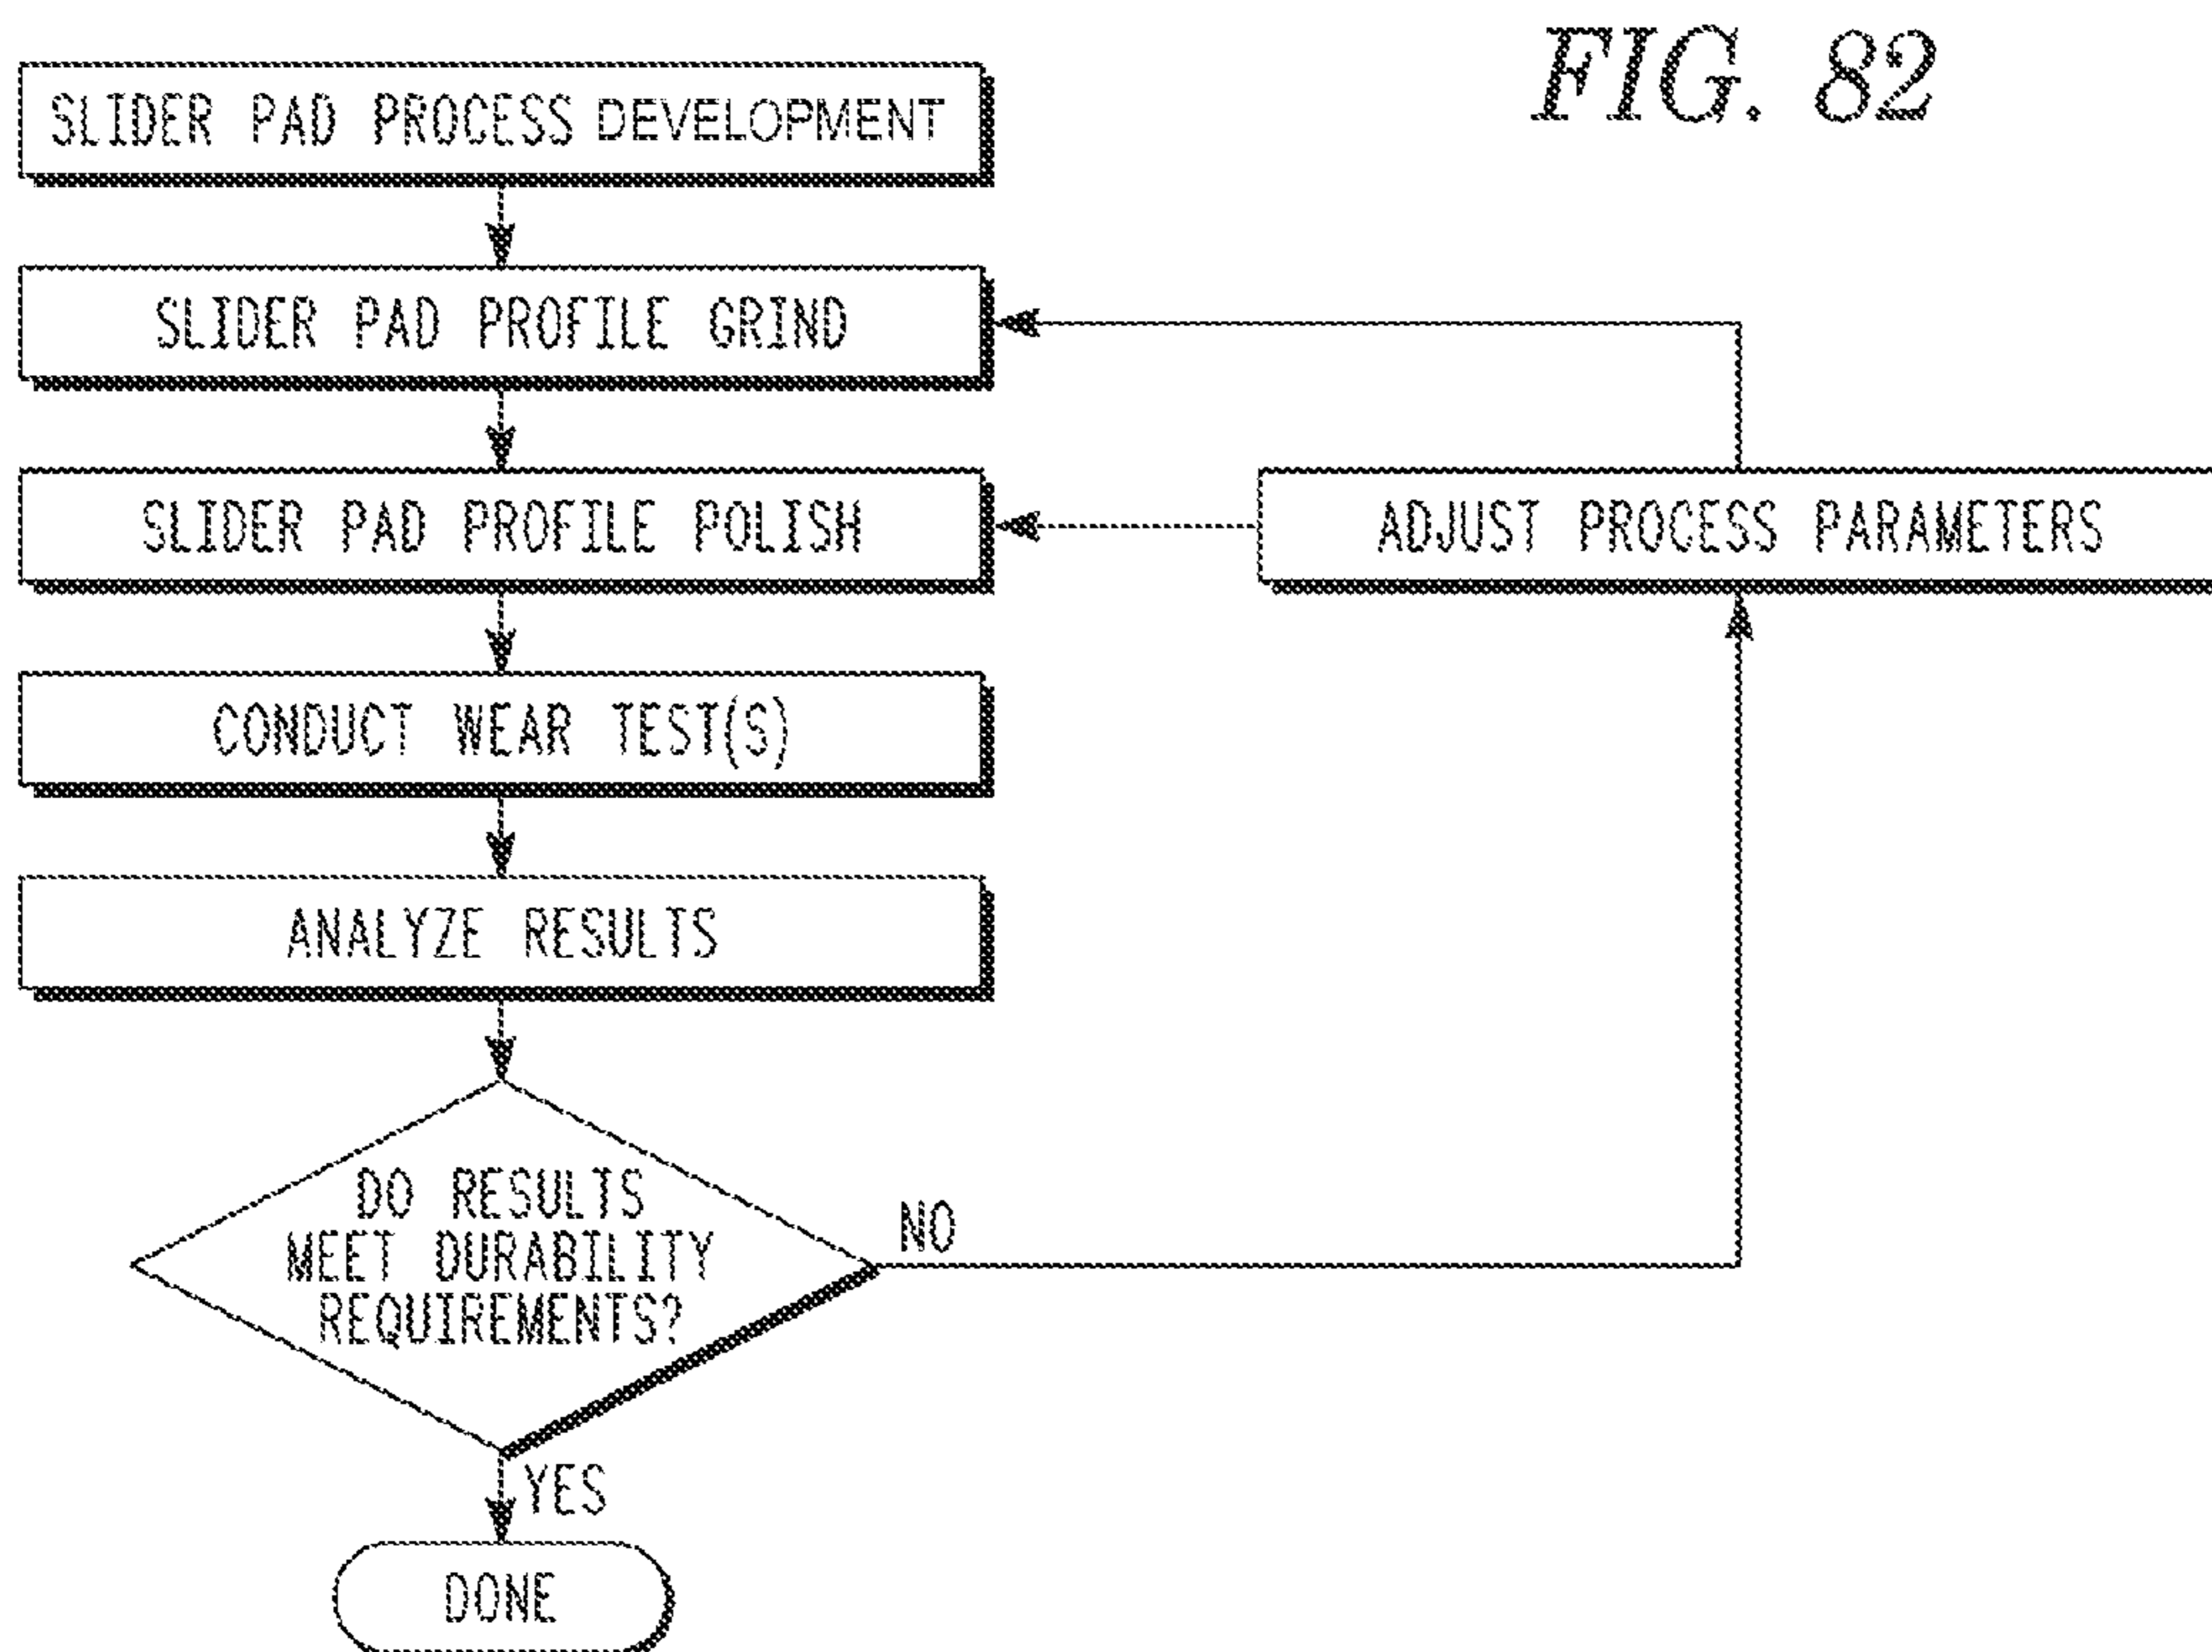 FIG. 82
SLIDER PAD PROCESS DEVELOPMENT
SLIDER PAD PROFILE GRIND
SLIDER PAD PROFILE POLISH
ADJUST PROCESS PARAMETERS
CONDUCT WEAR TEST(S)
ANALYZE RESULTS
DO RESULTS
MEET DURABILITY
REQUIREMENTS?
NO
YES
DONE